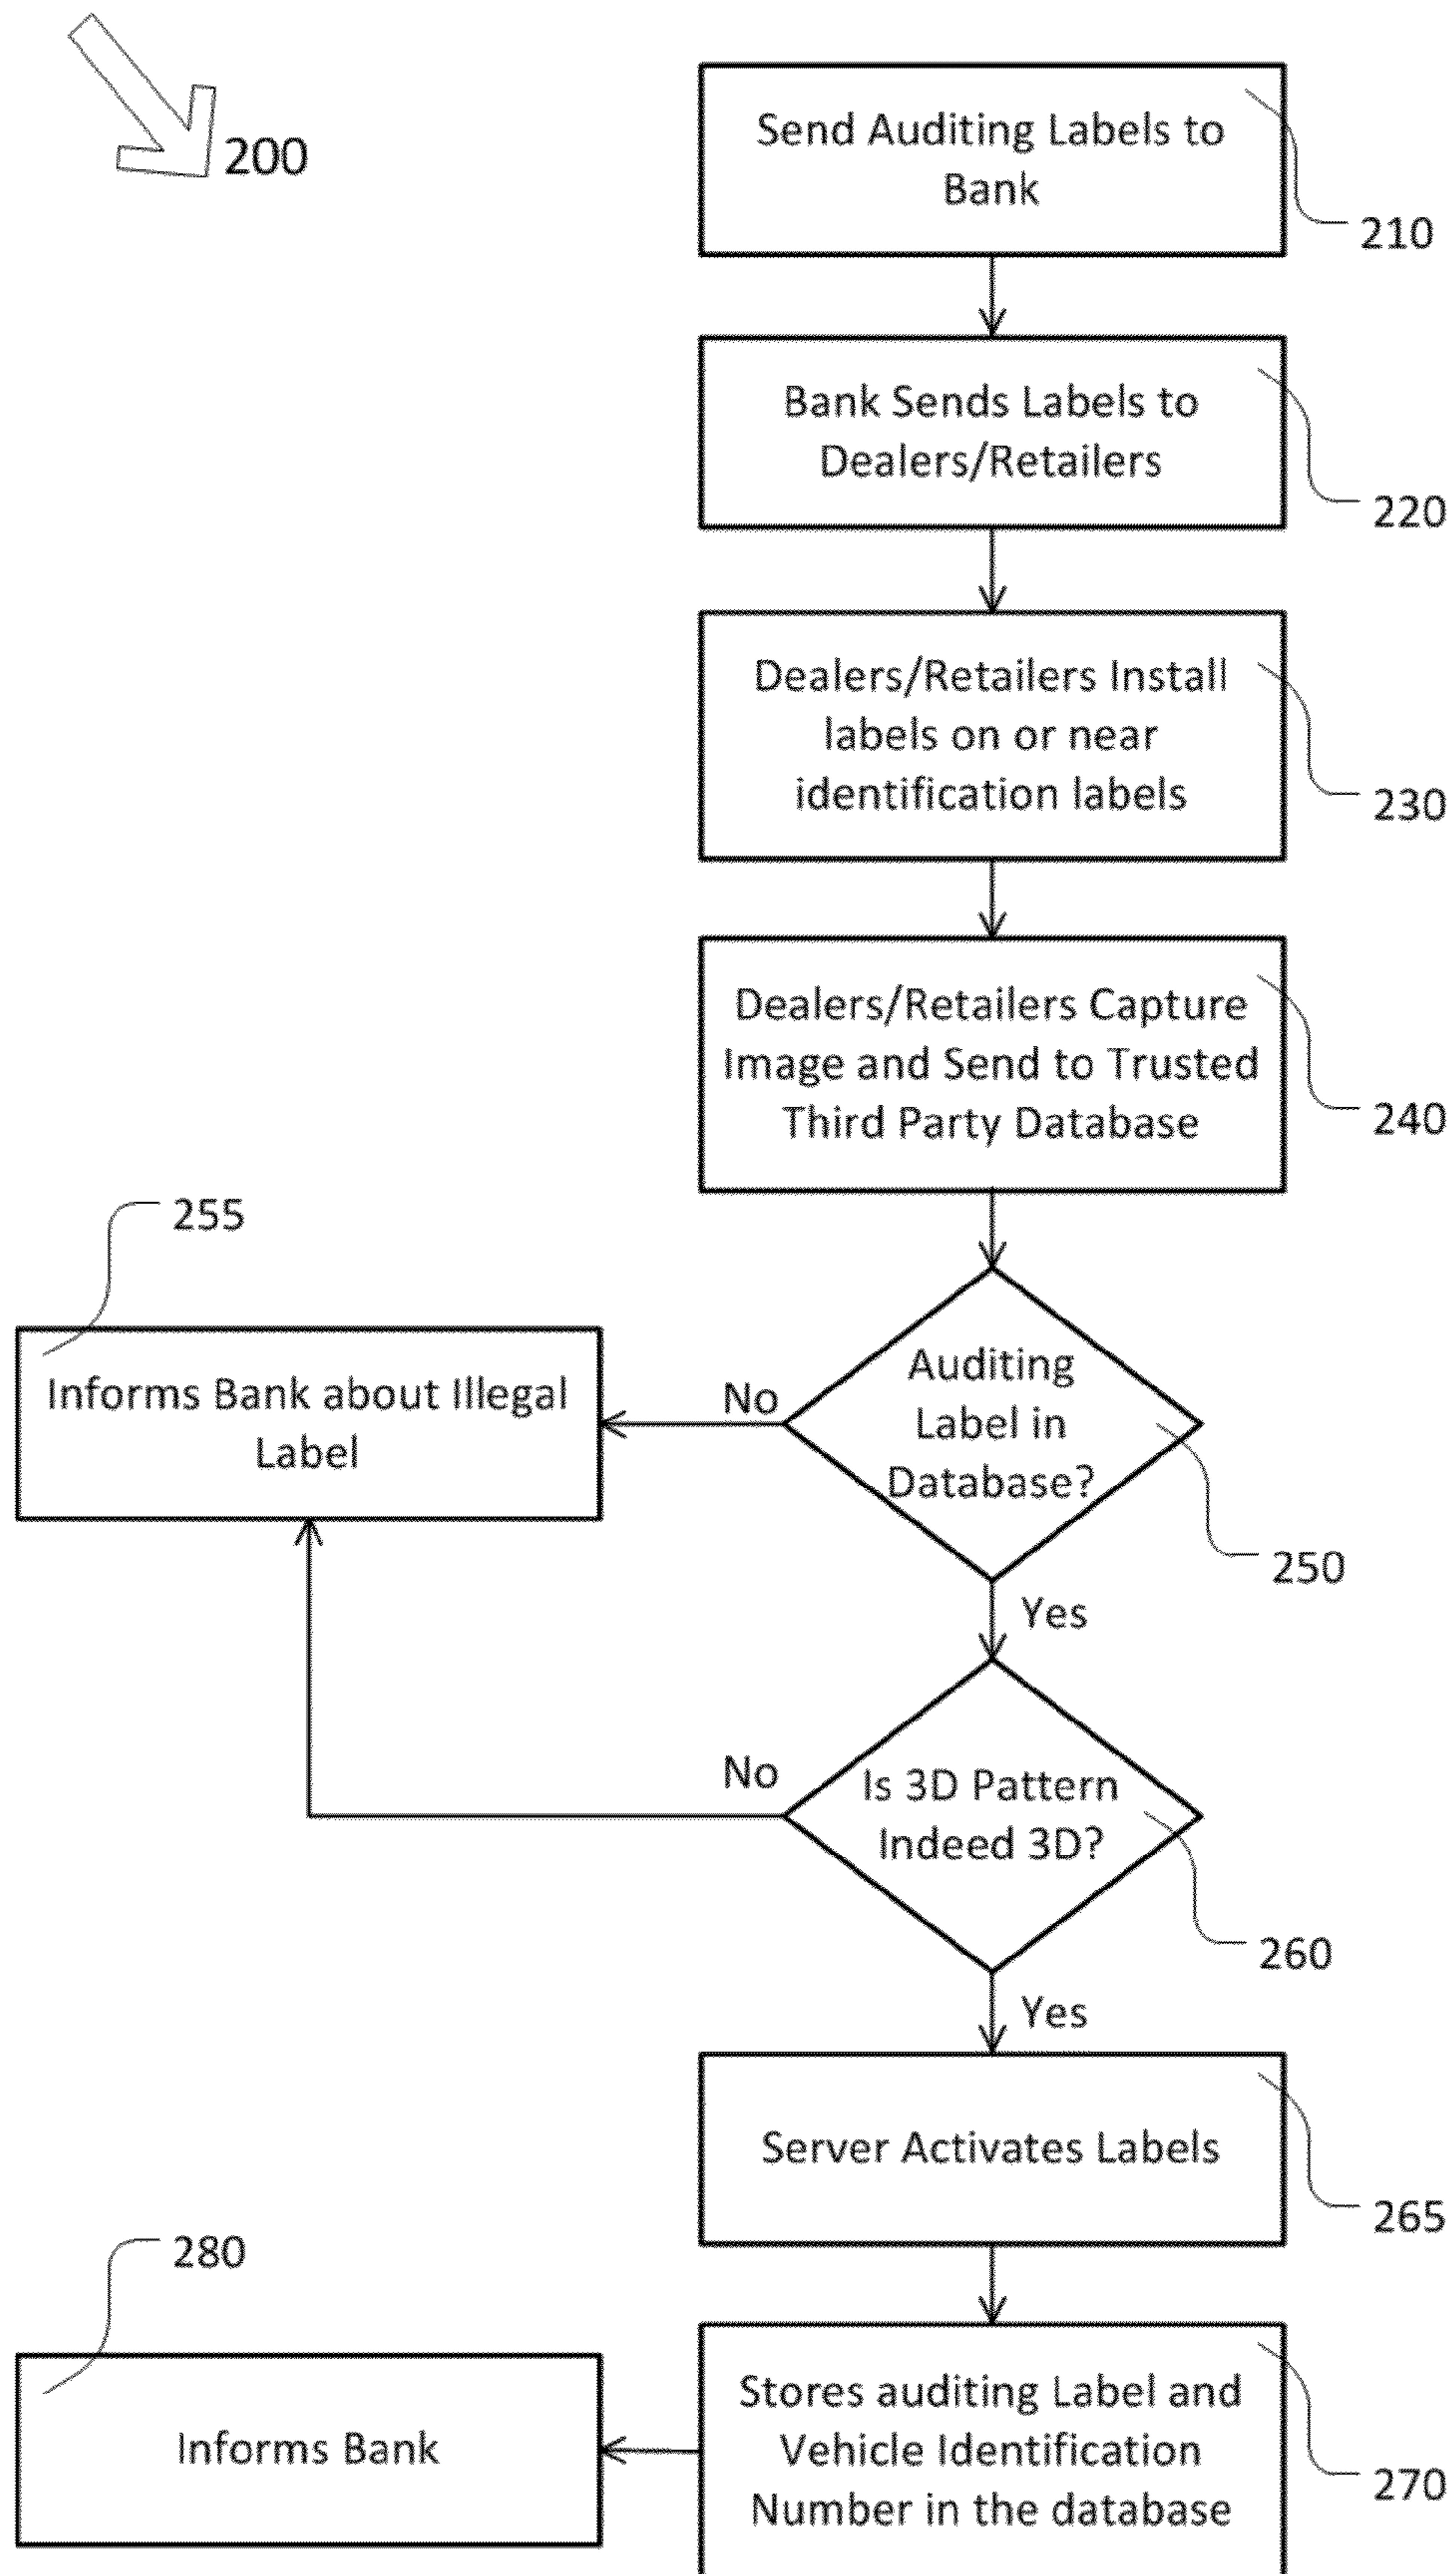 200
Send Auditing Labels to
Bank
210
Bank Sends Labels to
Dealers/Retailers
220
Dealers/Retailers Install
labels on or near
identification labels
230
Dealers/Retailers Capture
Image and Send to Trusted
Third Party Database
240
255
Informs Bank about Illegal
Label
No
Auditing
Label in
Database?
250
Yes
No
Is 3D Pattern
Indeed 3D?
260
Yes
Server Activates Labels
265
280
Informs Bank
Stores auditing Label and
Vehicle Identification
Number in the database
270